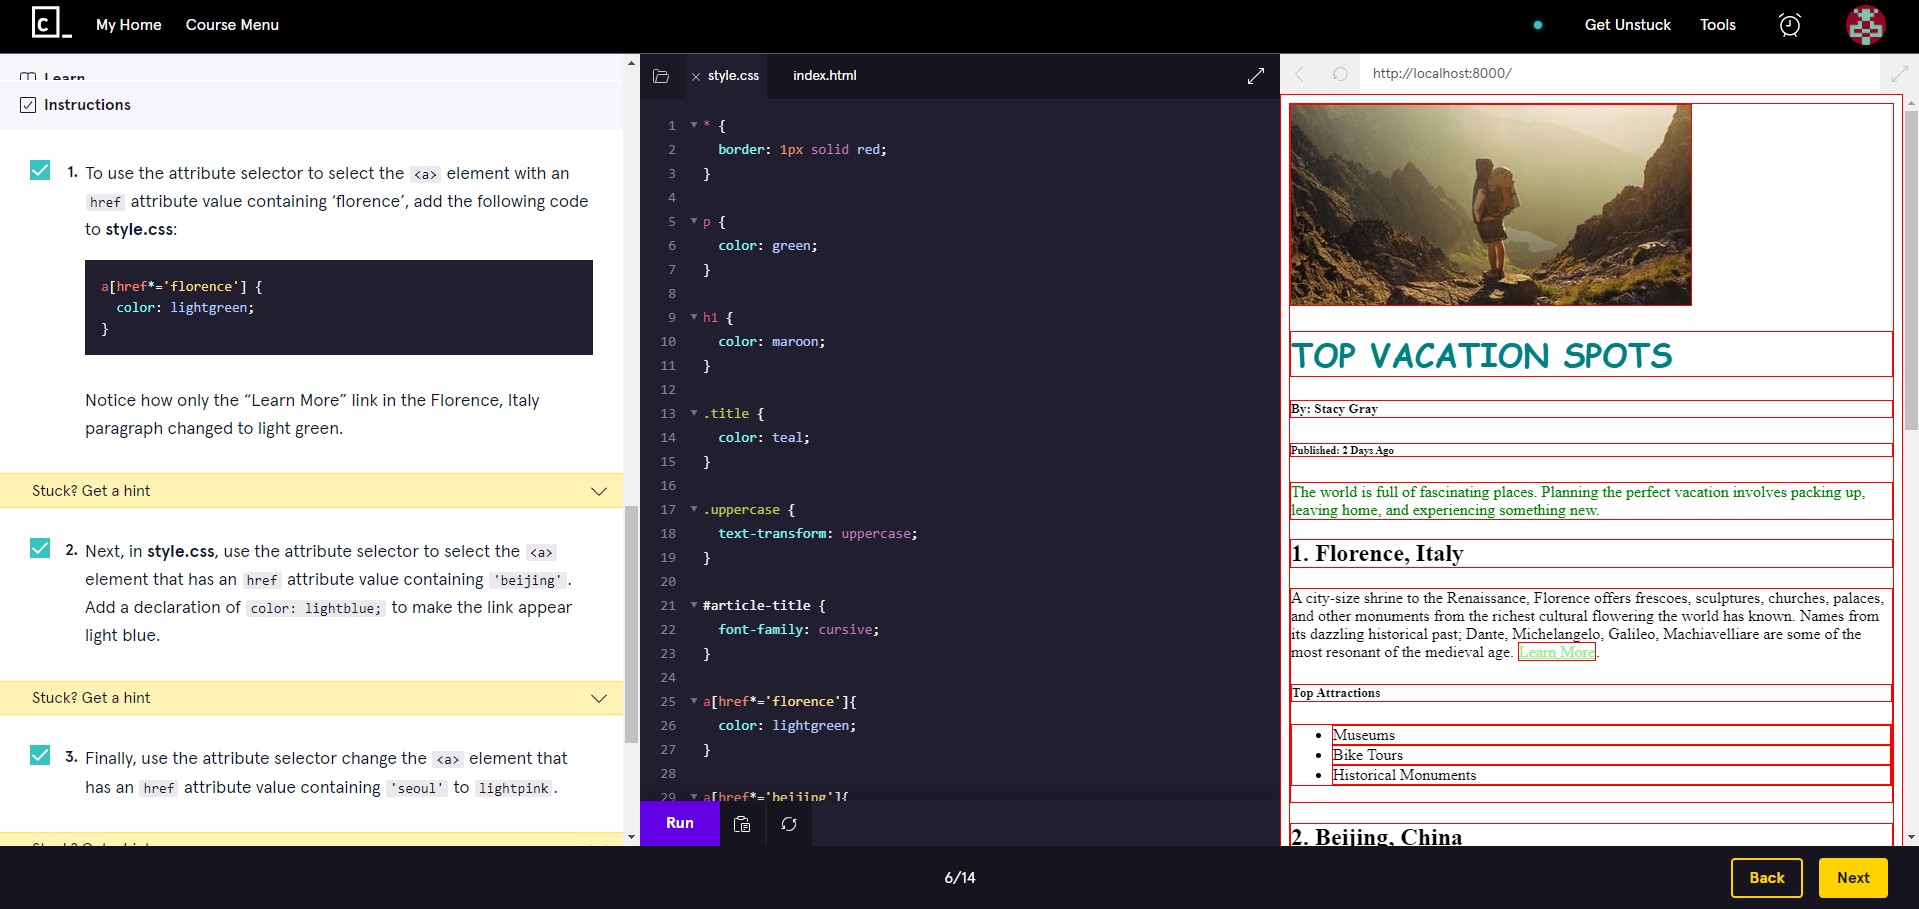 C_
My Home
Course Menu
Get Unstuck
Tools
Learn
Instructions
1. To use the attribute selector to select the <a> element with an
href attribute value containing ‘florence’, add the following code
to style.css:
a[href*='florence'] {
color: lightgreen;
}
Notice how only the “Learn More” link in the Florence, Italy
paragraph changed to light green.
Stuck? Get a hint
2. Next, in style.css, use the attribute selector to select the <a>
element that has an href attribute value containing 'beijing'.
Add a declaration of color: lightblue; to make the link appear
light blue.
Stuck? Get a hint
3. Finally, use the attribute selector change the <a> element that
has an href attribute value containing 'seoul' to lightpink.
Stuck? Get a hint
style.css
index.html
1 * {
2 border: 1px solid red;
3 }
4
5 p {
6 color: green;
7 }
8
9 h1 {
10 color: maroon;
11 }
12
13 .title {
14 color: teal;
15 }
16
17 .uppercase {
18 text-transform: uppercase;
19 }
20
21 #article-title {
22 font-family: cursive;
23 }
24
25 a[href*='florence']{
26 color: lightgreen;
27 }
28
29 a[href*='beijing']{
Run
http://localhost:8000/
TOP VACATION SPOTS
By: Stacy Gray
Published: 2 Days Ago
The world is full of fascinating places. Planning the perfect vacation involves packing up,
leaving home, and experiencing something new.
1. Florence, Italy
A city-size shrine to the Renaissance, Florence offers frescoes, sculptures, churches, palaces,
and other monuments from the richest cultural flowering the world has known. Names from
its dazzling historical past; Dante, Michelangelo, Galileo, Machiavelliare are some of the
most resonant of the medieval age. Learn More.
Top Attractions
Museums
Bike Tours
Historical Monuments
2. Beijing, China
6/14
Back
Next